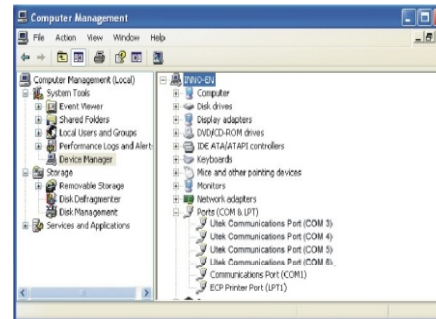 Computer Management
File Action View Window Help
Computer Management (Local)
System Tools
Event Viewer
Shared Folders
Local Users and Groups
Performance Logs and Alert
Device Manager
Storage
Removable Storage
Disk Defragmenter
Disk Management
Services and Applications
INNO-EN
Computer
Disk drives
Display adapters
DVD/CD-ROM drives
IDE ATA/ATAPI controllers
Keyboards
Mice and other pointing devices
Monitors
Network adapters
Ports (COM & LPT)
Utek Communications Port (COM 3)
Utek Communications Port (COM 4)
Utek Communications Port (COM 5)
Utek Communications Port (COM 6)
Communications Port (COM1)
ECP Printer Port (LPT1)